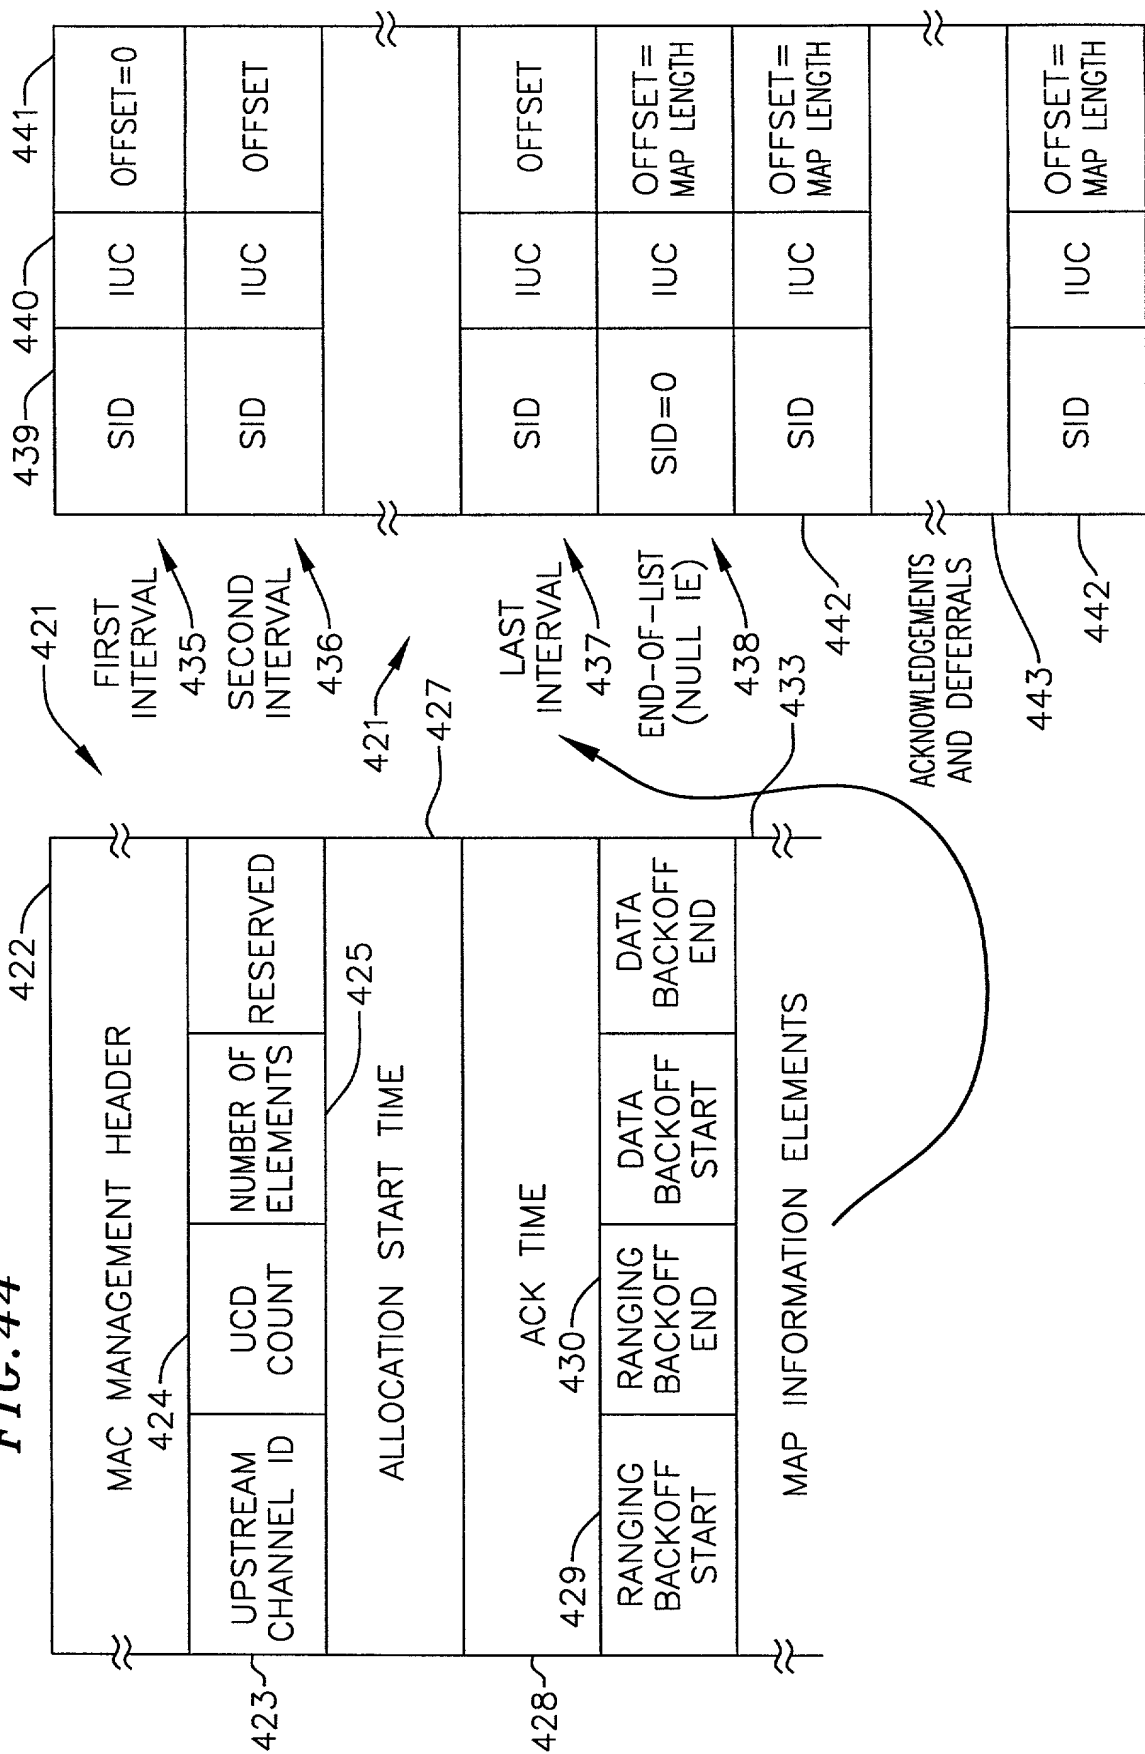 FIG. 44
421
422
MAC MANAGEMENT HEADER
424
423
UPSTREAM
CHANNEL ID
UCD
COUNT
NUMBER OF
ELEMENTS
RESERVED
425
ALLOCATION START TIME
427
428
ACK TIME
429
430
RANGING
BACKOFF
START
RANGING
BACKOFF
END
DATA
BACKOFF
START
DATA
BACKOFF
END
433
MAP INFORMATION ELEMENTS
439
440
441
FIRST
INTERVAL
435
SID
IUC
OFFSET=0
SECOND
INTERVAL
436
SID
IUC
OFFSET
421
LAST
INTERVAL
437
SID
IUC
OFFSET
END-OF-LIST
(NULL IE)
438
SID=0
IUC
OFFSET=
MAP LENGTH
442
SID
IUC
OFFSET=
MAP LENGTH
ACKNOWLEDGEMENTS
AND DEFERRALS
443
442
SID
IUC
OFFSET=
MAP LENGTH